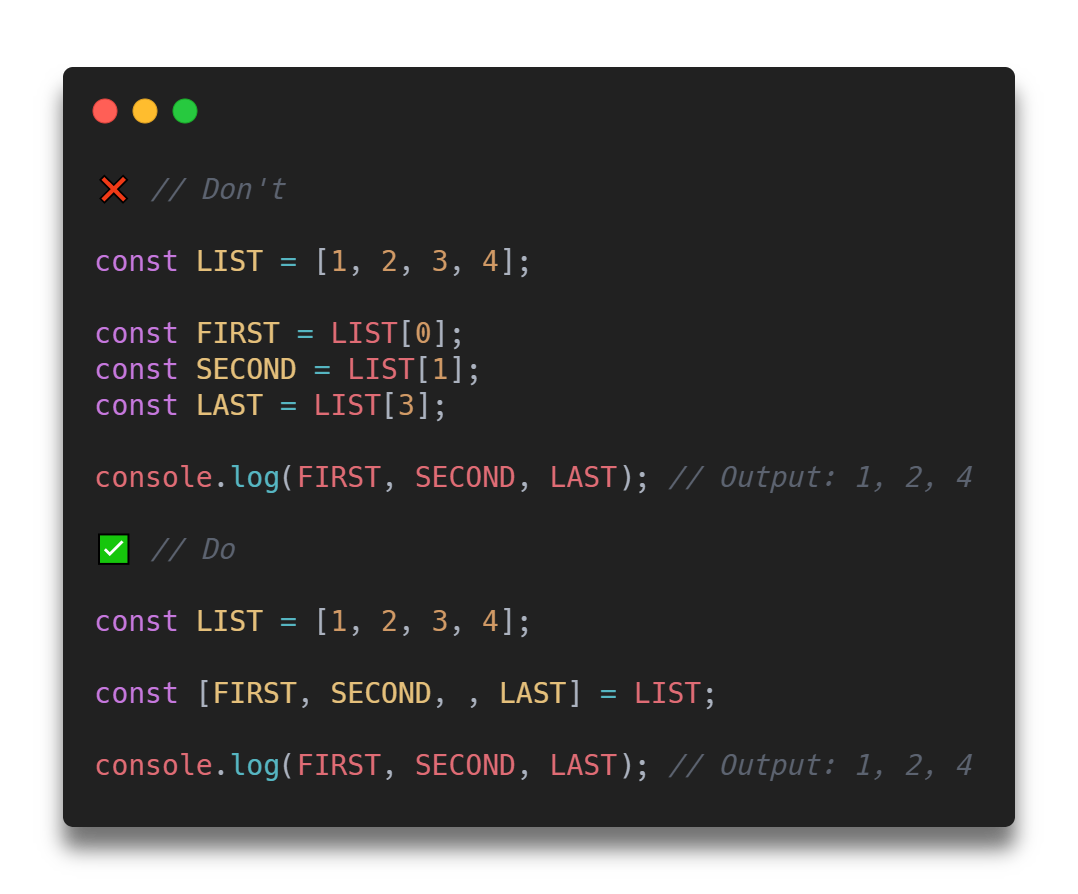 ❌ // Don't
const LIST = [1, 2, 3, 4];
const FIRST = LIST[0];
const SECOND = LIST[1];
const LAST = LIST[3];
console.log(FIRST, SECOND, LAST); // Output: 1, 2, 4
✅ // Do
const LIST = [1, 2, 3, 4];
const [FIRST, SECOND, , LAST] = LIST;
console.log(FIRST, SECOND, LAST); // Output: 1, 2, 4